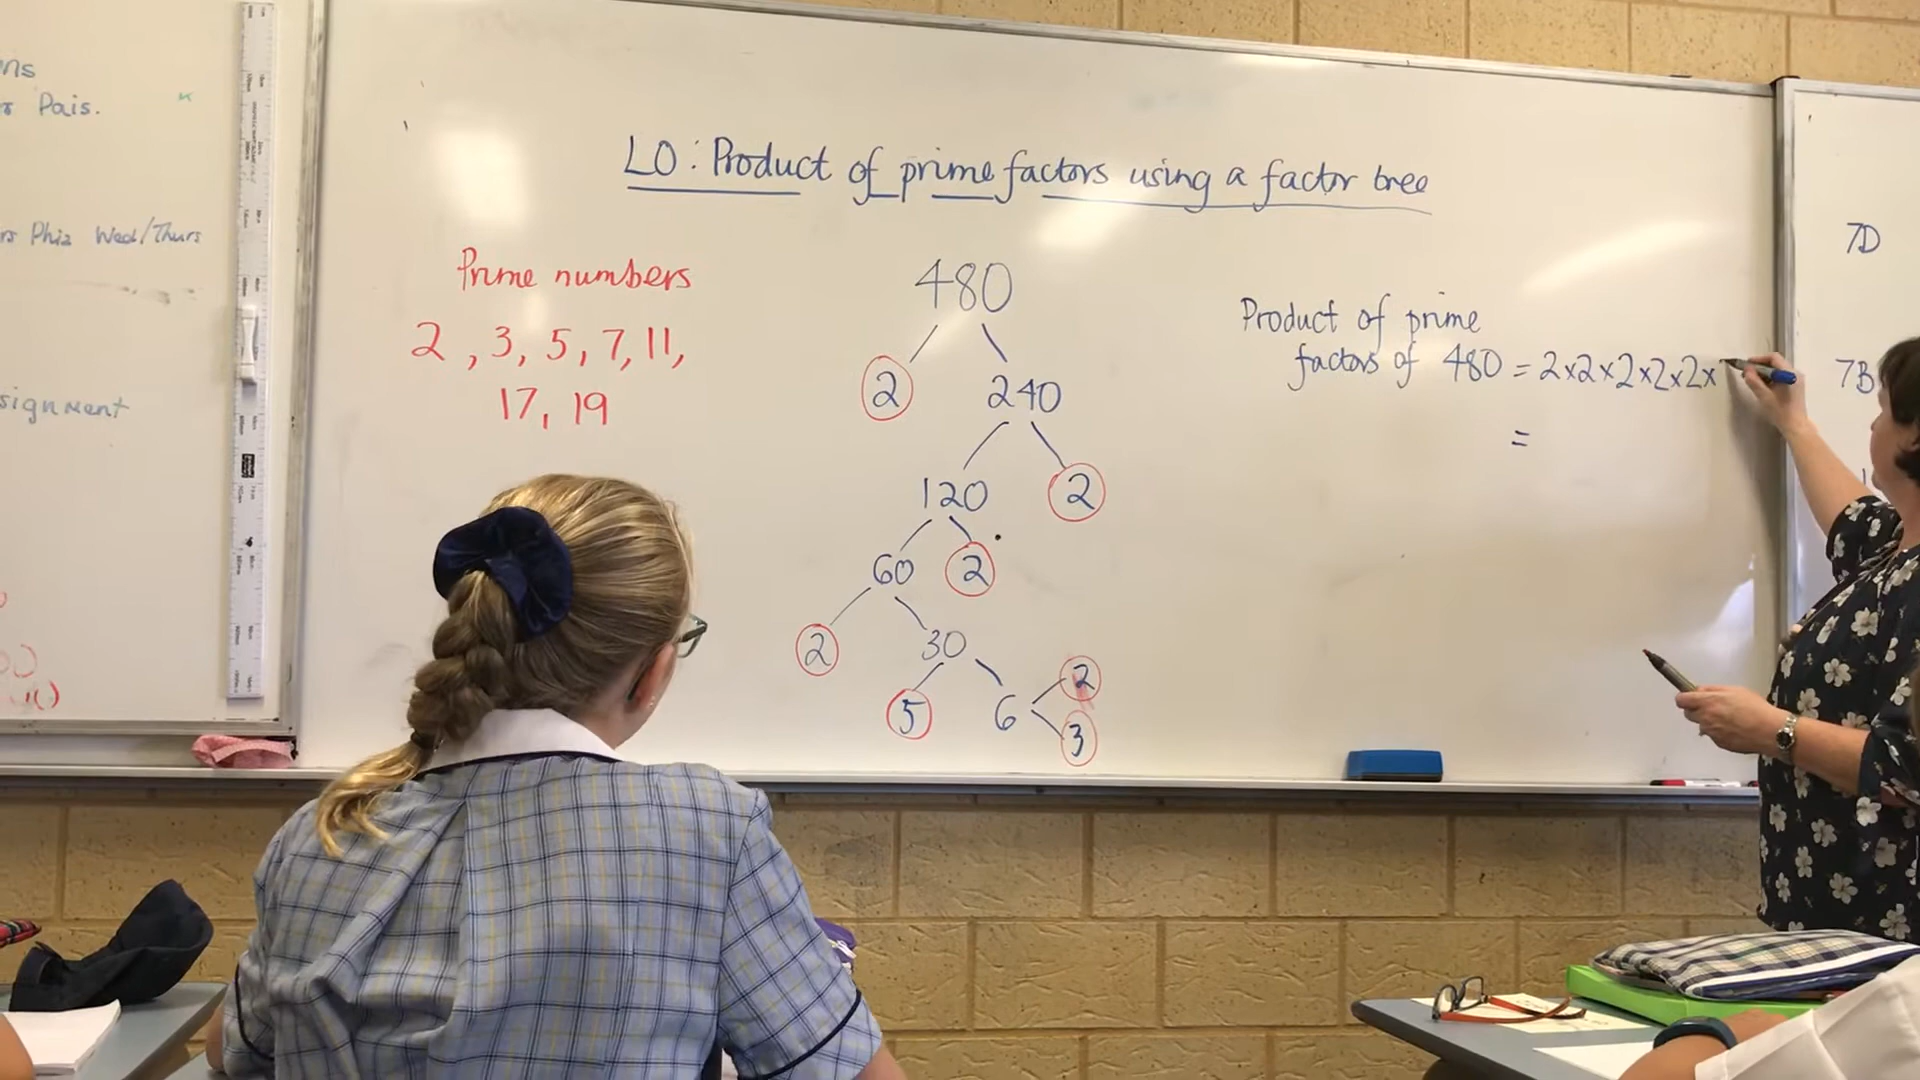 Pais.
Phia Wed/Thurs
LO: Product of prime factors using a factor tree
Prime numbers
2, 3, 5, 7, 11,
17, 19
480
2 240
120 2
60 2
2 30
5 6 2
3
Product of prime
factors of 480 = 2×2×2×2×2×
=
7D
7B